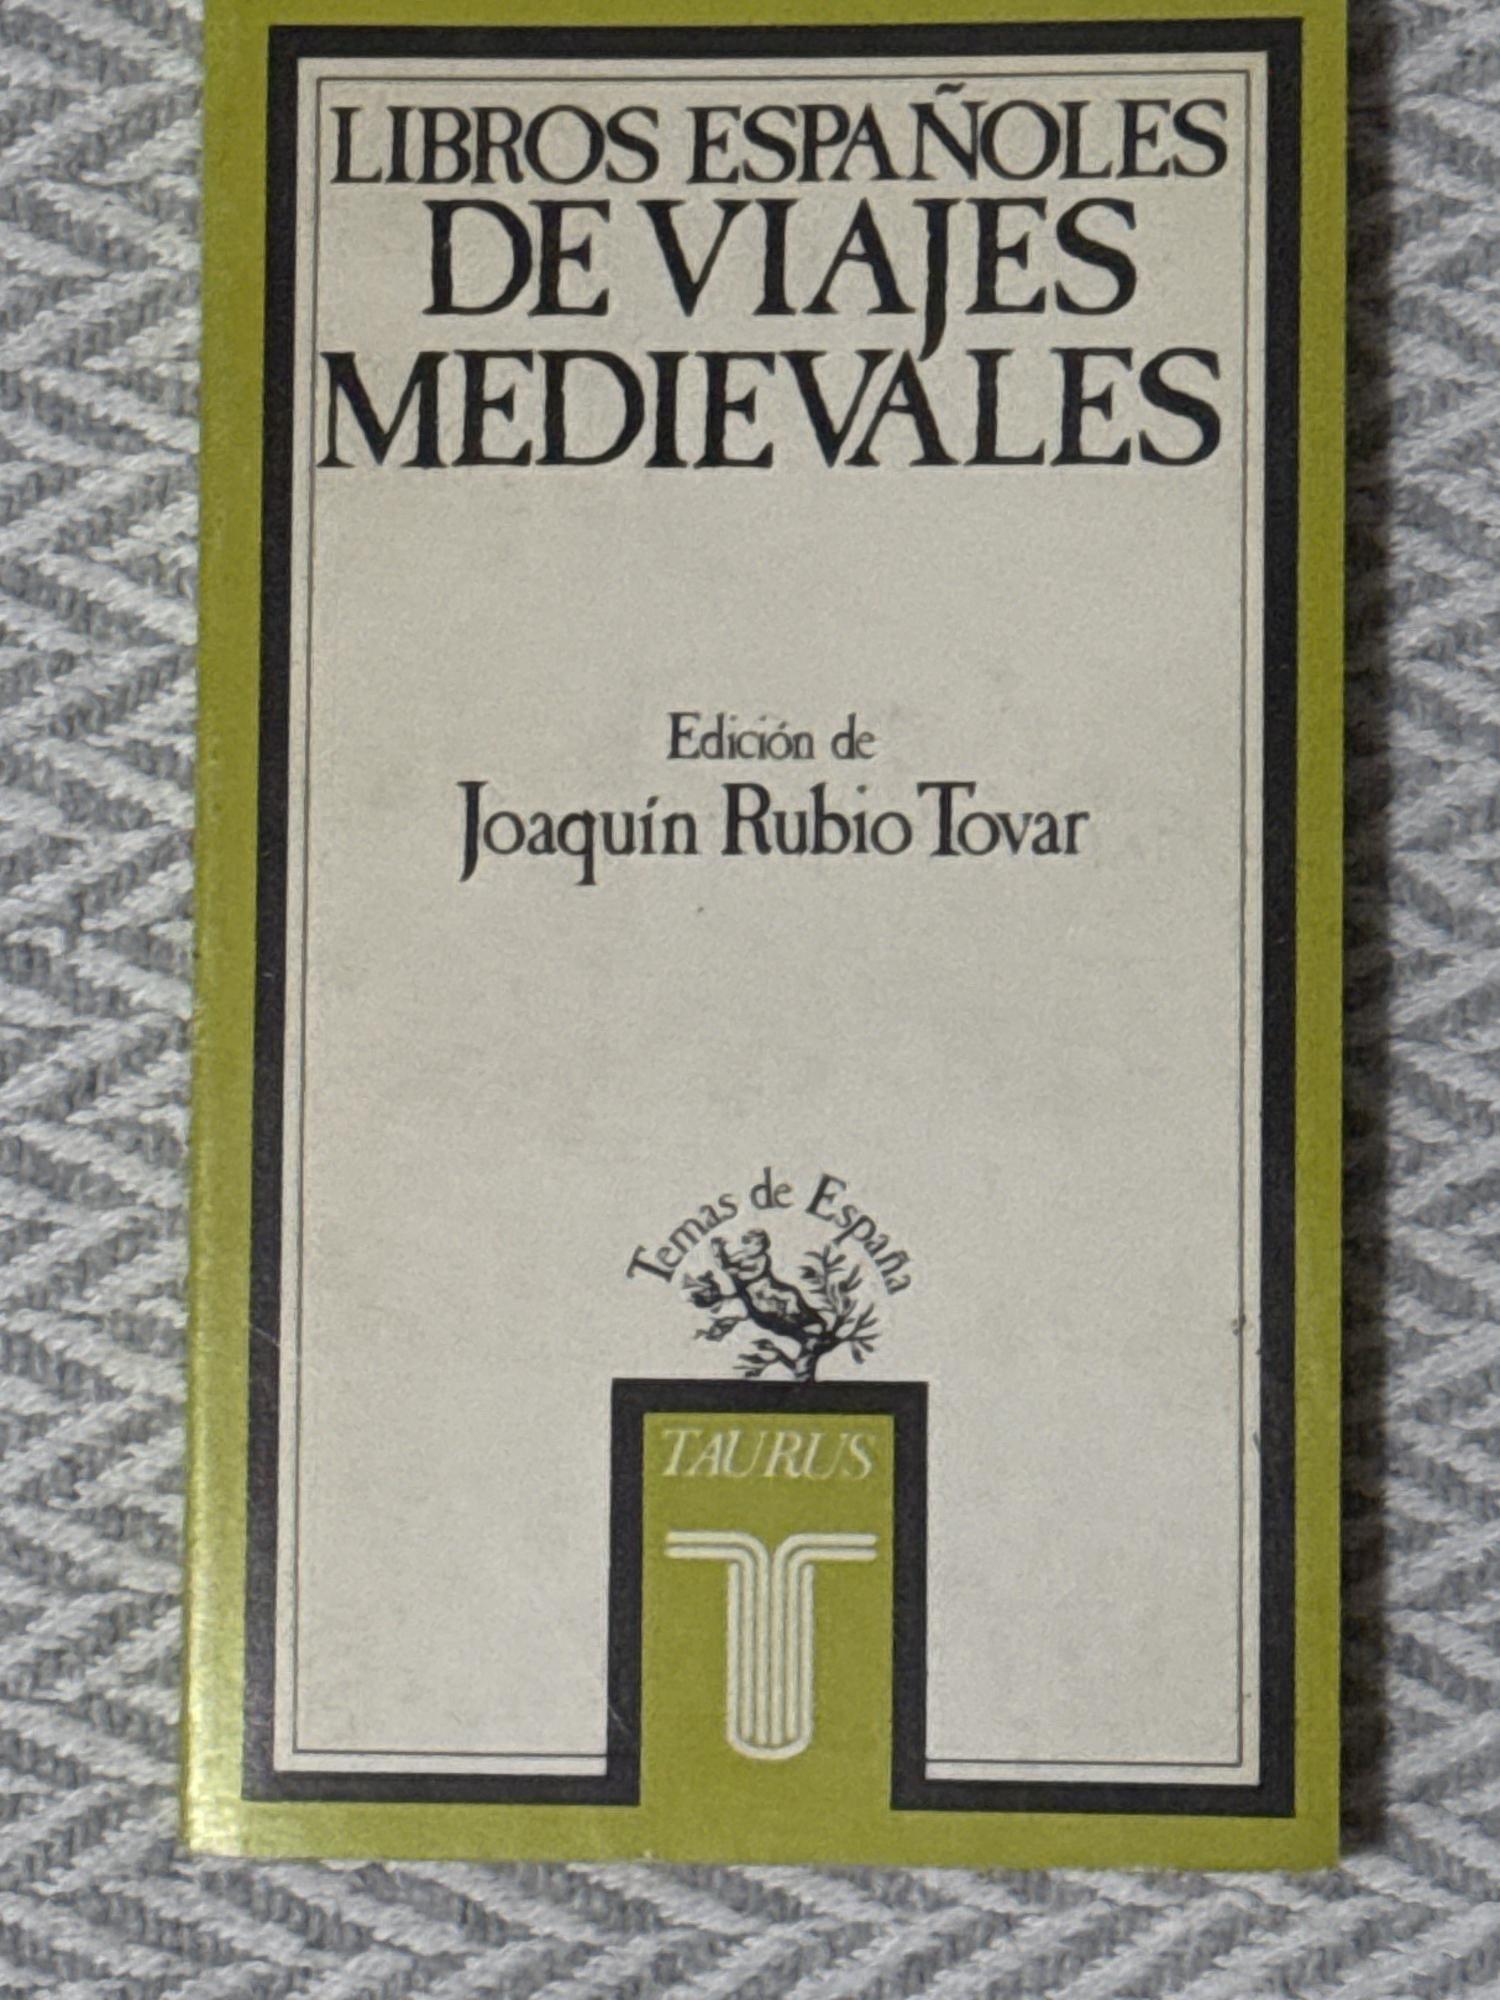 LIBROS ESPAÑOLES
DE VIAJES
MEDIEVALES
Edición de
Joaquín Rubio Tovar
Temas de España
TAURUS